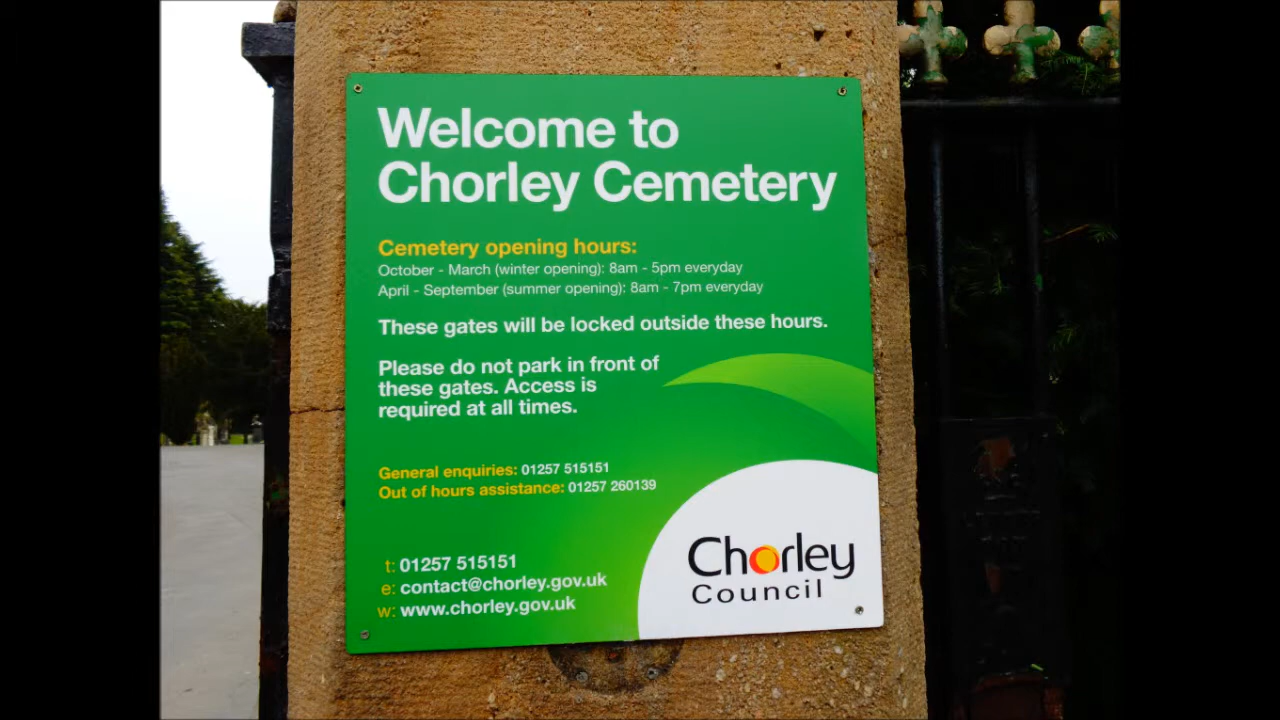 Welcome to
Chorley Cemetery
Cemetery opening hours:
October - March (winter opening): 8am - 5pm everyday
April - September (summer opening): 8am - 7pm everyday
These gates will be locked outside these hours.
Please do not park in front of
these gates. Access is
required at all times.
General enquiries: 01257 515151
Out of hours assistance: 01257 260139
t: 01257 515151
e: contact@chorley.gov.uk
w: www.chorley.gov.uk
Chorley
Council